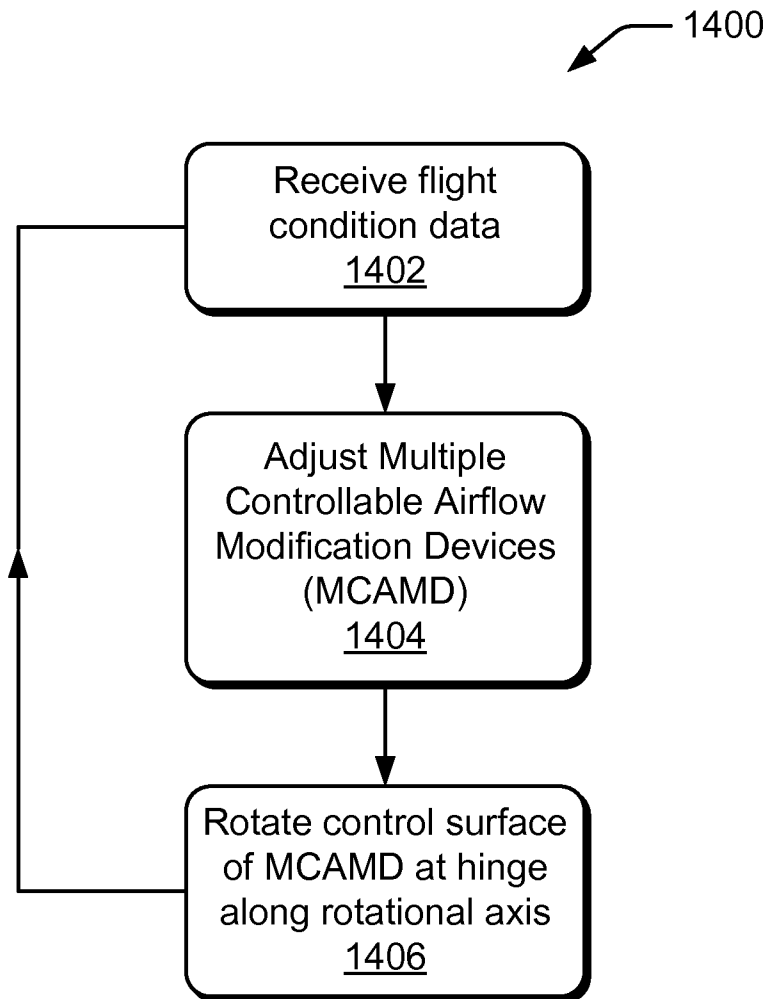 1400
Receive flight
condition data
1402
Adjust Multiple
Controllable Airflow
Modification Devices
(MCAMD)
1404
Rotate control surface
of MCAMD at hinge
along rotational axis
1406